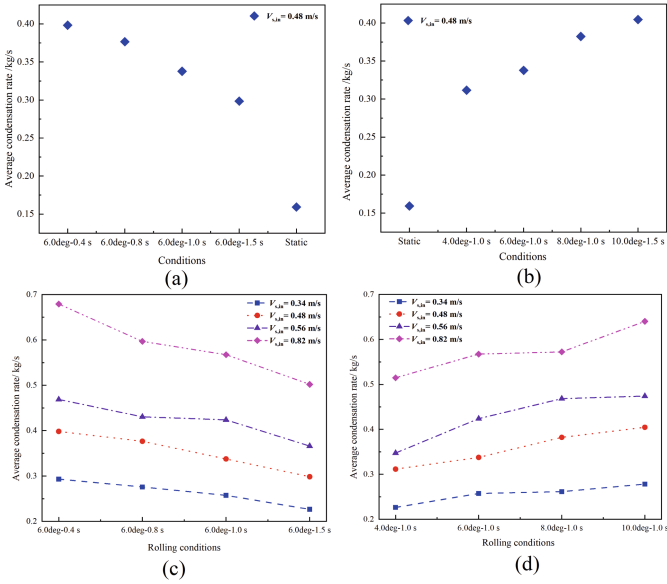 V_s,in = 0.48 m/s
0.40
0.35
0.30
0.25
0.20
0.15
Average condensation rate /kg/s
6.0deg-0.4 s 6.0deg-0.8 s 6.0deg-1.0 s 6.0deg-1.5 s Static
Conditions
(a)
V_s,in = 0.48 m/s
0.40
0.35
0.30
0.25
0.20
0.15
Average condensation rate /kg/s
Static 4.0deg-1.0 s 6.0deg-1.0 s 8.0deg-1.0 s 10.0deg-1.5 s
Conditions
(b)
0.7
0.6
0.5
0.4
0.3
0.2
Average condensation rate/ kg/s
V_s,in = 0.34 m/s
V_s,in = 0.48 m/s
V_s,in = 0.56 m/s
V_s,in = 0.82 m/s
6.0deg-0.4 s 6.0deg-0.8 s 6.0deg-1.0 s 6.0deg-1.5 s
Rolling conditions
(c)
0.7
0.6
0.5
0.4
0.3
0.2
Average condensation rate/ kg/s
V_s,in = 0.34 m/s
V_s,in = 0.48 m/s
V_s,in = 0.56 m/s
V_s,in = 0.82 m/s
4.0deg-1.0 s 6.0deg-1.0 s 8.0deg-1.0 s 10.0deg-1.0 s
Rolling conditions
(d)